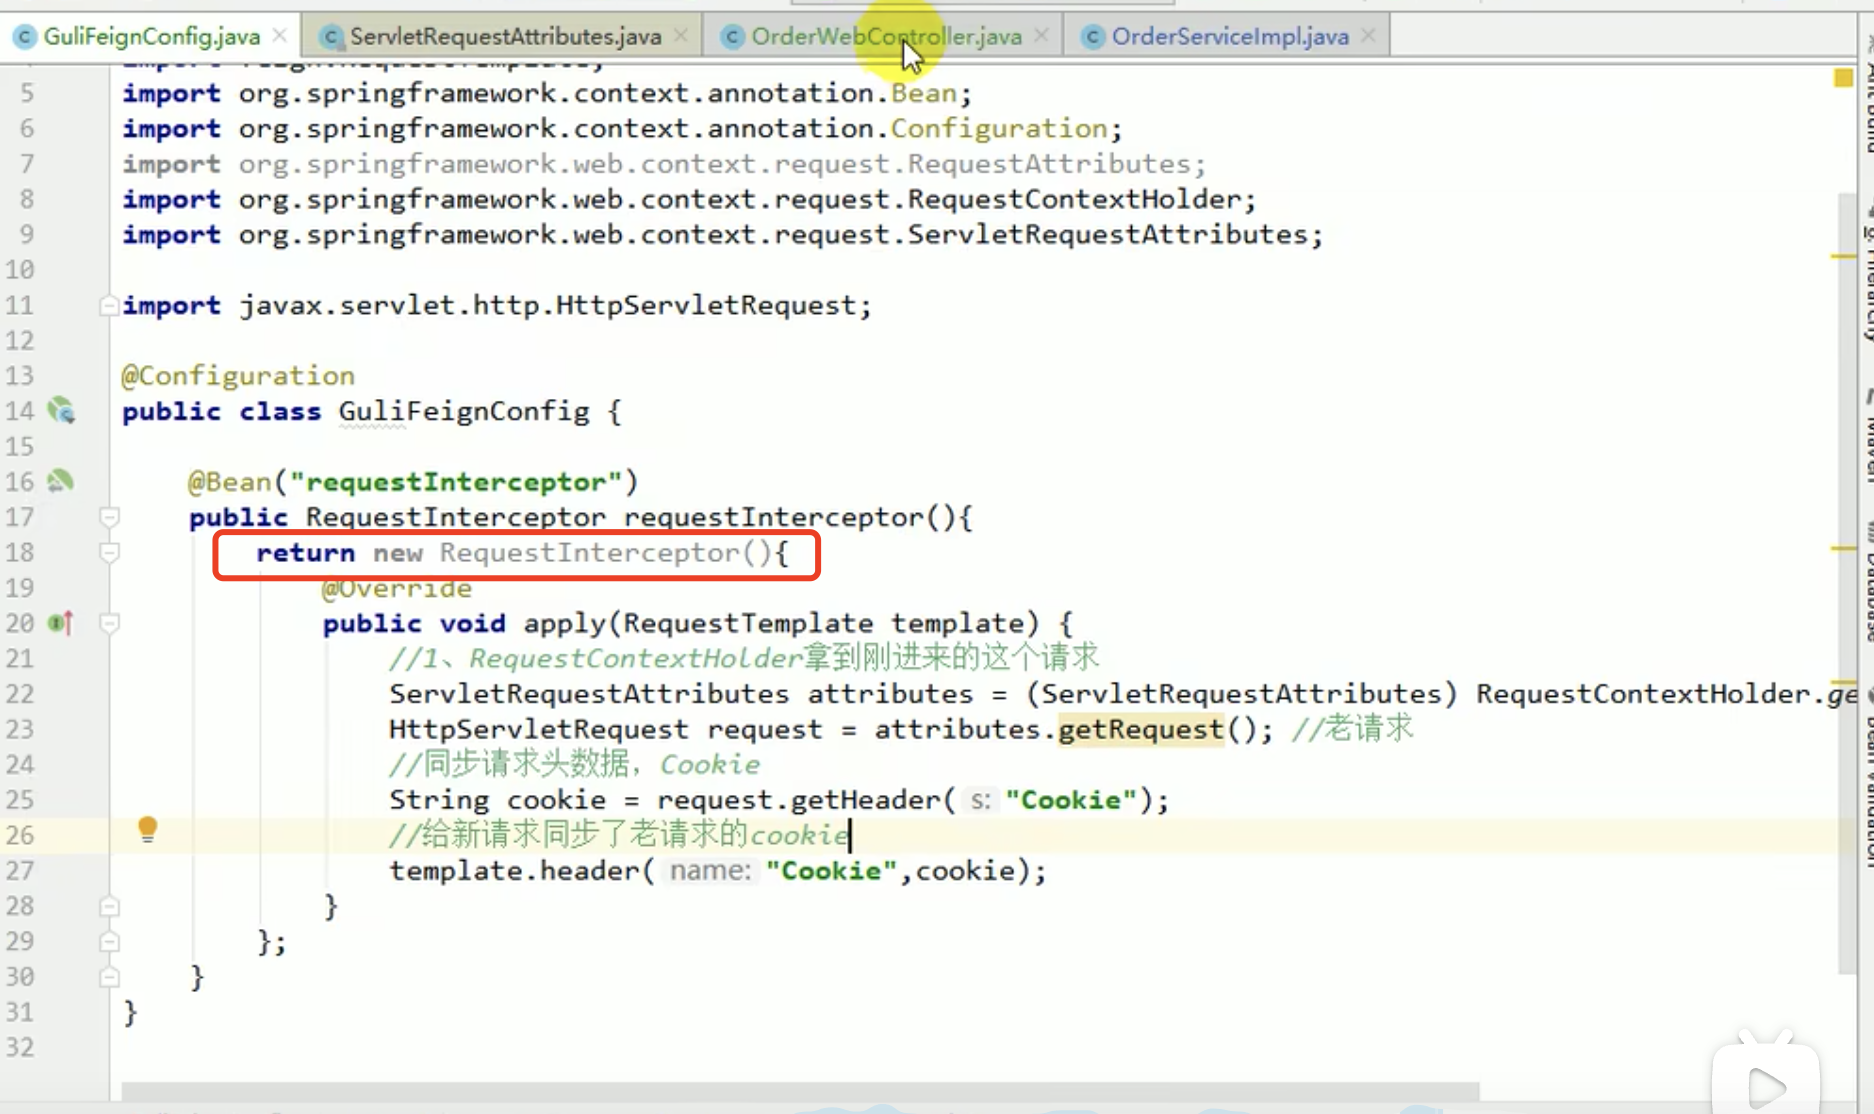 GuliFeignConfig.java ServletRequestAttributes.java OrderWebController.java OrderServiceImpl.java
5 import org.springframework.context.annotation.Bean;
6 import org.springframework.context.annotation.Configuration;
7 import org.springframework.web.context.request.RequestAttributes;
8 import org.springframework.web.context.request.RequestContextHolder;
9 import org.springframework.web.context.request.ServletRequestAttributes;
10
11 import javax.servlet.http.HttpServletRequest;
12
13 @Configuration
14 public class GuliFeignConfig {
15
16 @Bean("requestInterceptor")
17 public RequestInterceptor requestInterceptor(){
18 return new RequestInterceptor(){
19 @Override
20 public void apply(RequestTemplate template) {
21 //1、RequestContextHolder拿到刚进来的这个请求
22 ServletRequestAttributes attributes = (ServletRequestAttributes) RequestContextHolder.ge
23 HttpServletRequest request = attributes.getRequest(); //老请求
24 //同步请求头数据，Cookie
25 String cookie = request.getHeader( s: "Cookie");
26 //给新请求同步了老请求的cookie
27 template.header( name: "Cookie",cookie);
28 }
29 };
30 }
31 }
32